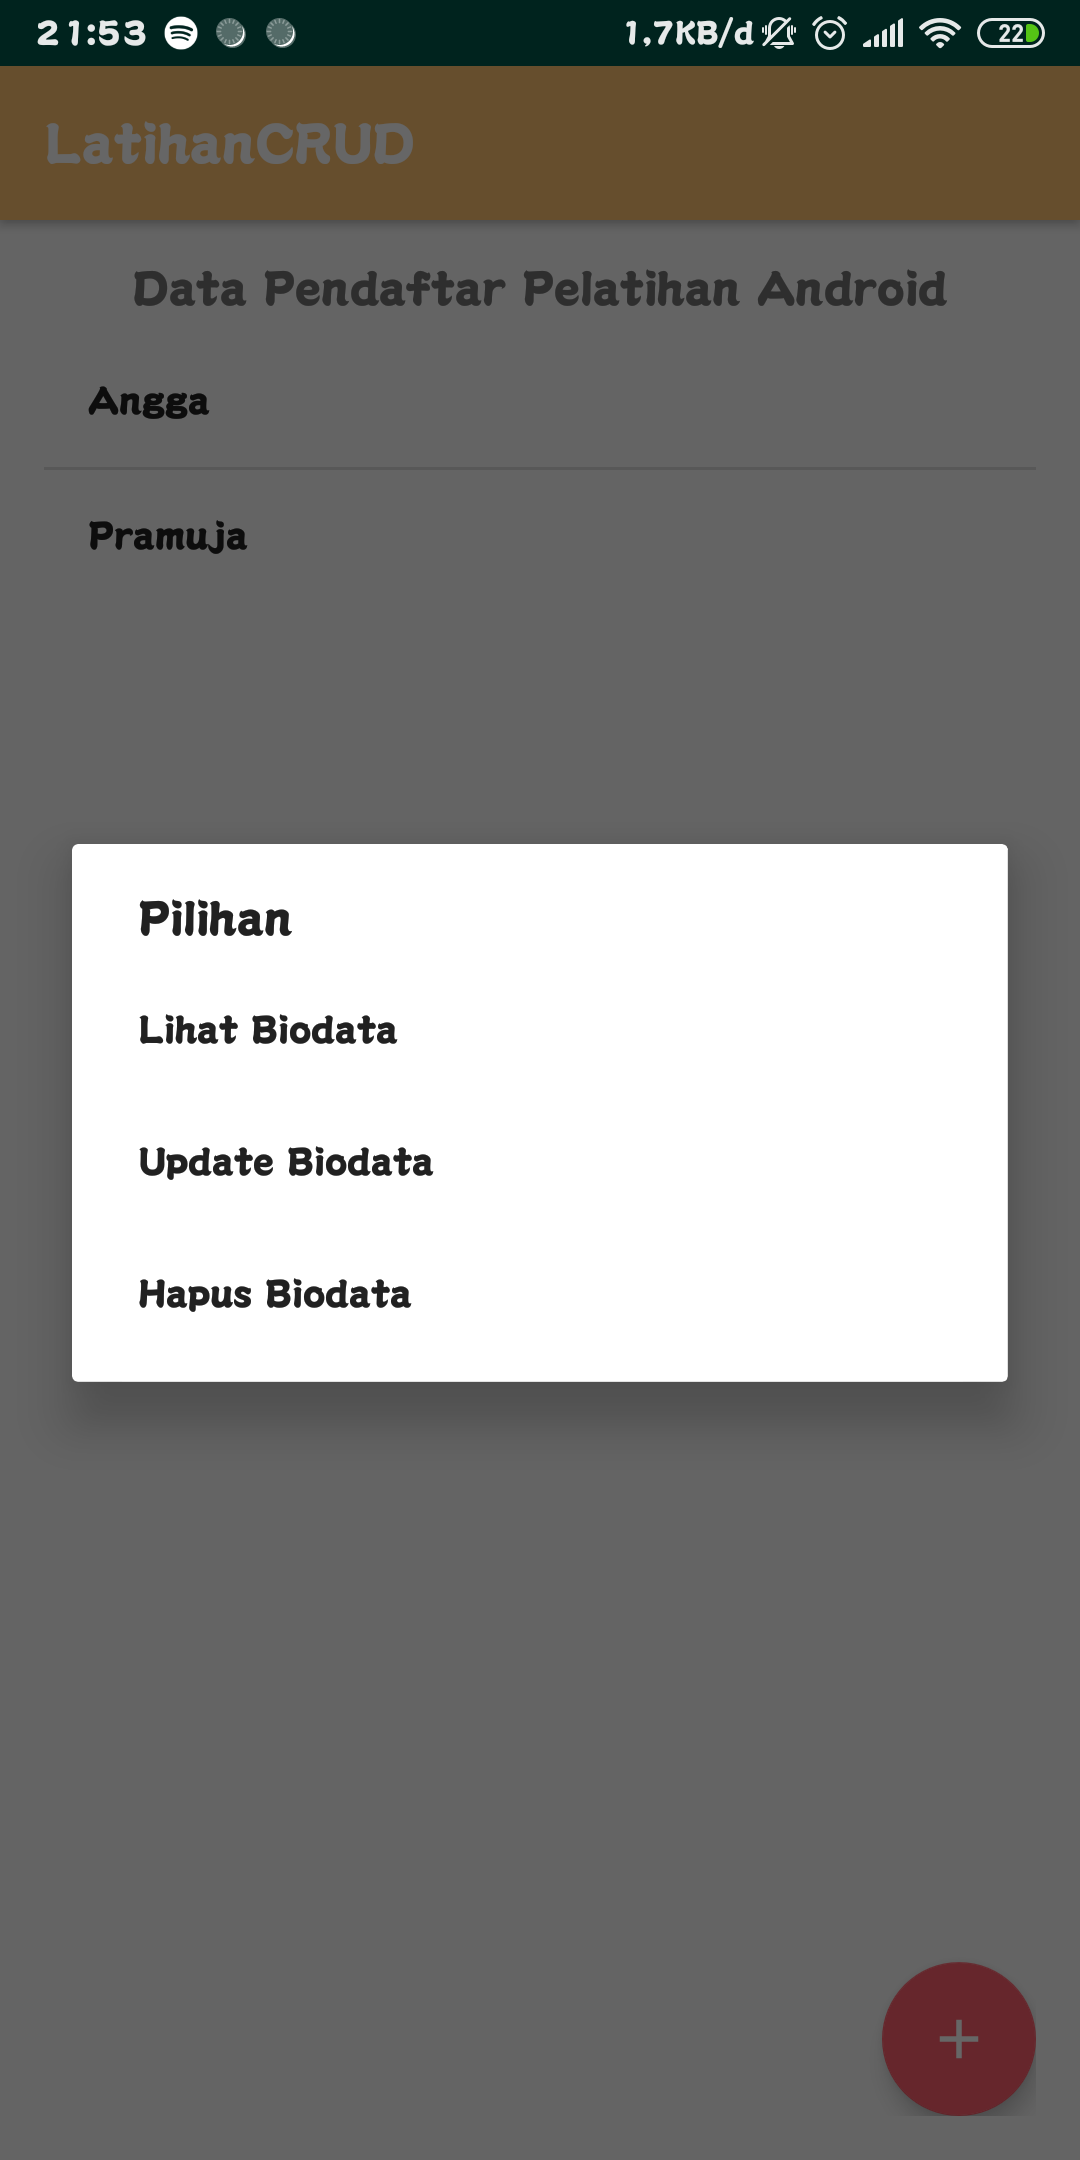 21:53 1,7KB/d 22
LatihanCRUD
Data Pendaftar Pelatihan Android
Angga
Pramuja
Pilihan
Lihat Biodata
Update Biodata
Hapus Biodata
+